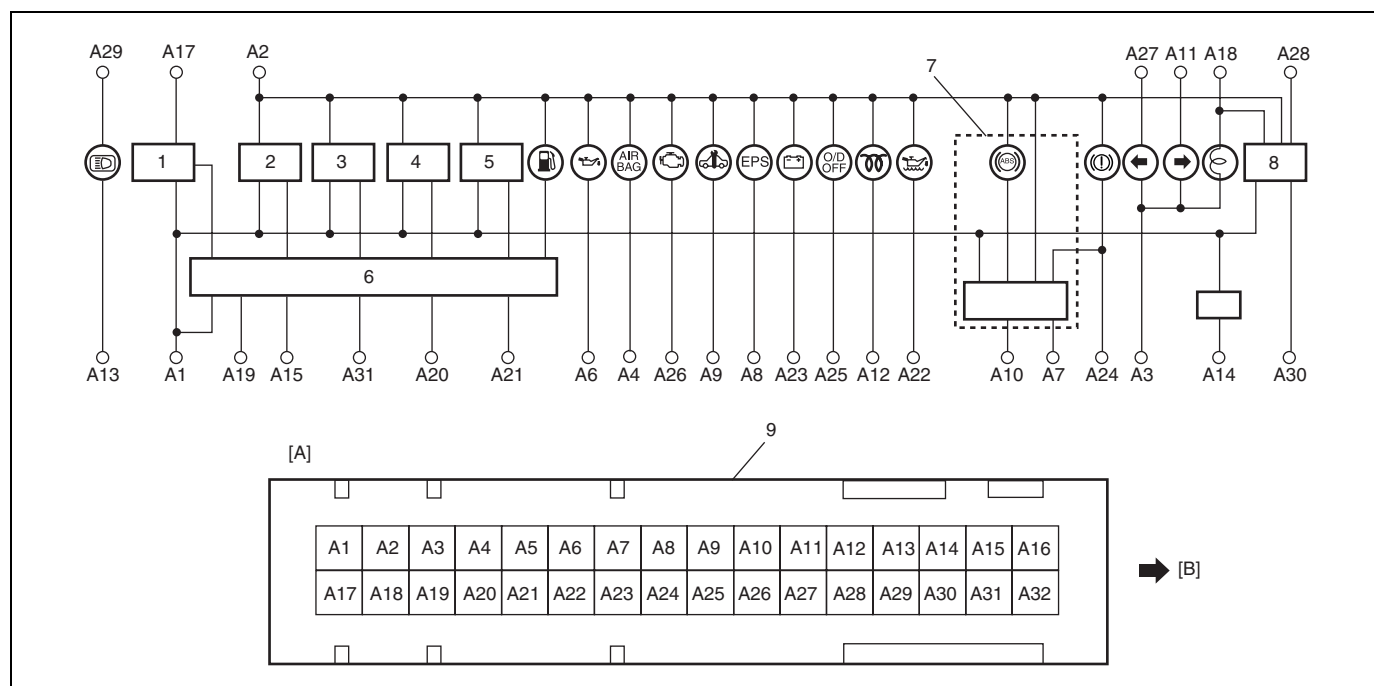 A29 A17 A2 7 A27 A11 A18 A28
1 2 3 4 5 AIR BAG EPS O/D OFF ABS 8
6
A13 A1 A19 A15 A31 A20 A21 A6 A4 A26 A9 A8 A23 A25 A12 A22 A10 A7 A24 A3 A14 A30
9
[A]
A1 A2 A3 A4 A5 A6 A7 A8 A9 A10 A11 A12 A13 A14 A15 A16
[B]
A17 A18 A19 A20 A21 A22 A23 A24 A25 A26 A27 A28 A29 A30 A31 A32